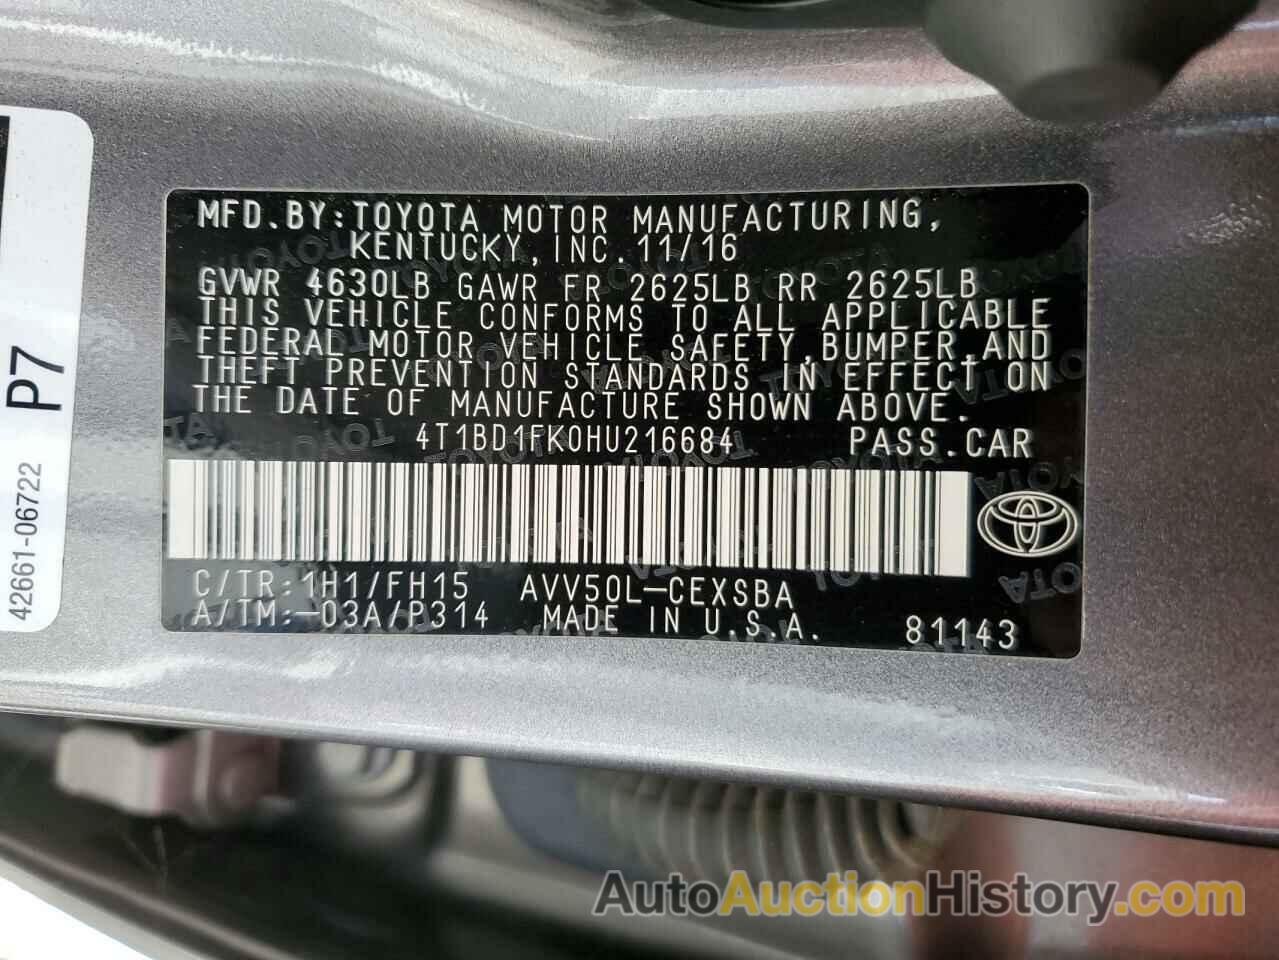 MFD.BY:TOYOTA MOTOR MANUFACTURING,
KENTUCKY,INC.11/16
GVWR 4630LB GAWR FR 2625LB RR 2625LB
THIS VEHICLE CONFORMS TO ALL APPLICABLE
FEDERAL MOTOR VEHICLE SAFETY,BUMPER,AND
THEFT PREVENTION STANDARDS IN EFFECT ON
THE DATE OF MANUFACTURE SHOWN ABOVE.
4T1BD1FK0HU216684 PASS.CAR
C/TR:1H1/FH15 AVV50L-CEXSBA
A/TM:-03A/P314 MADE IN U.S.A. 81143
P7
42661-06722
AutoAuctionHistory.com